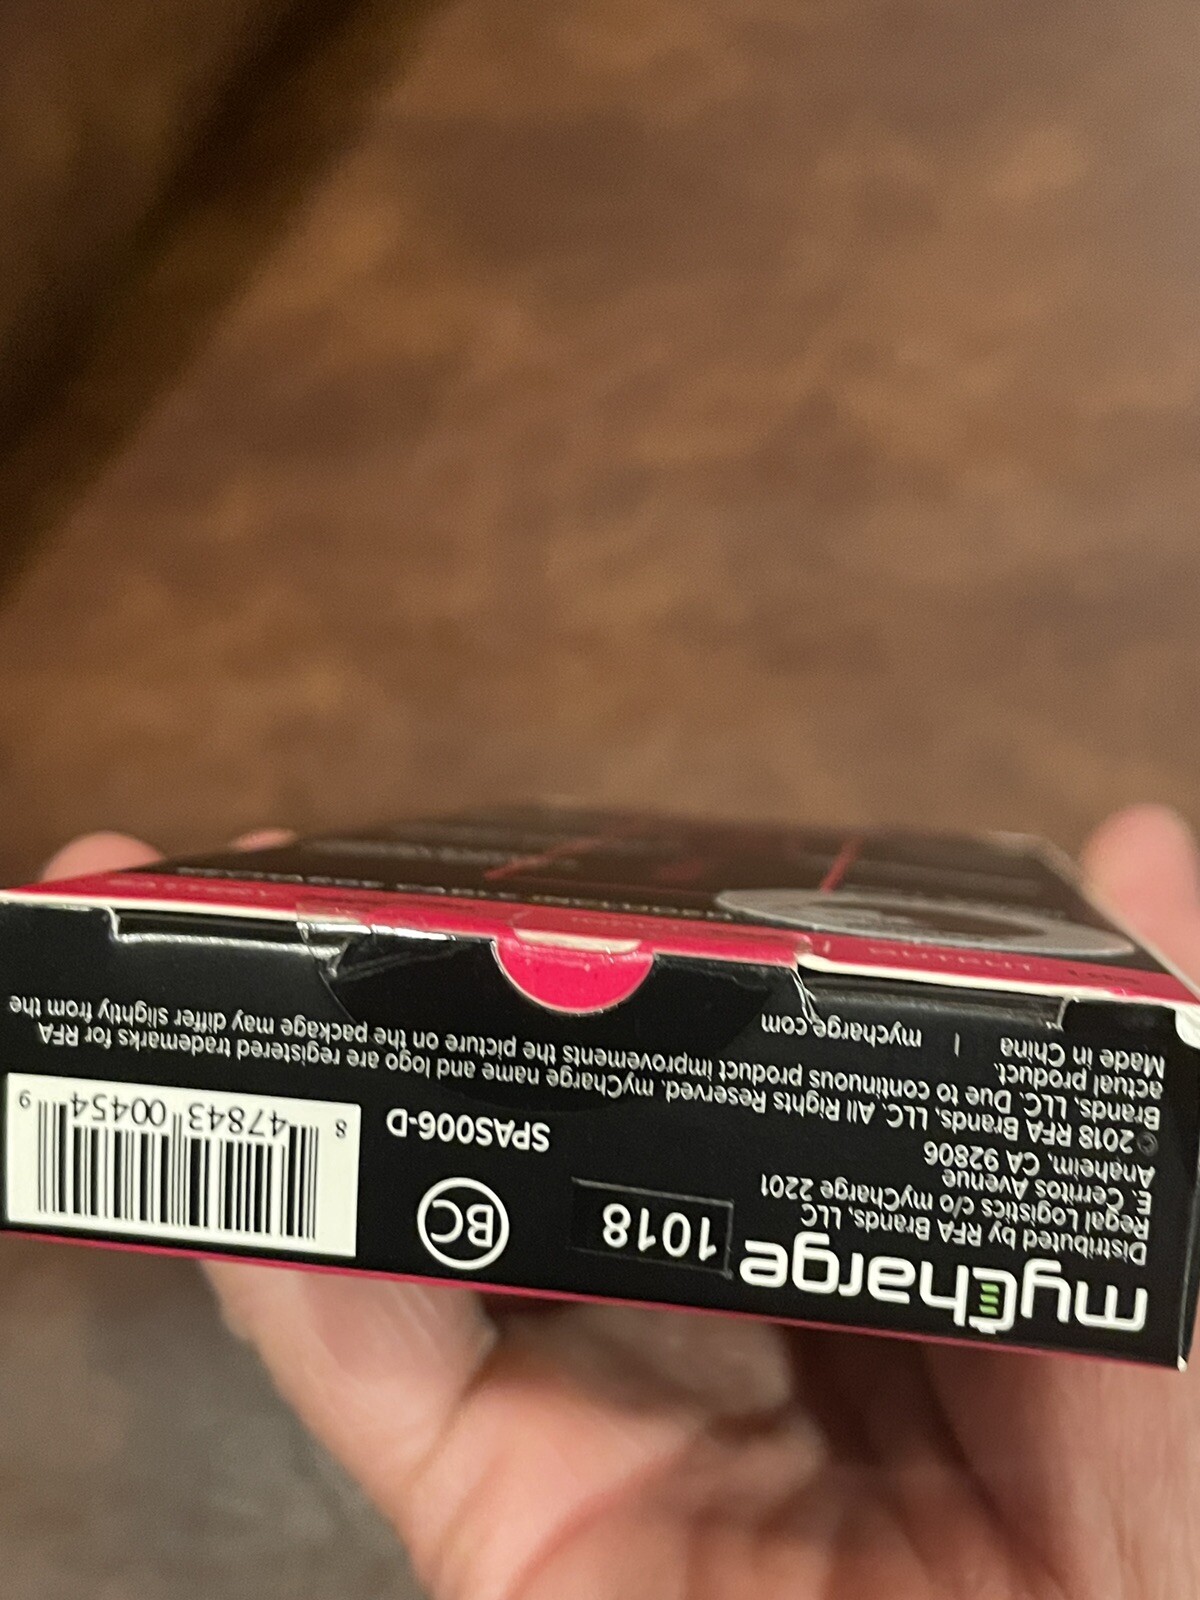 myCharge
Distributed by RFA Brands, LLC
Regal Logistics c/o myCharge 2201
E. Cerritos Avenue
Anaheim, CA 92806
© 2018 RFA Brands, LLC. All Rights Reserved. myCharge name and logo are registered trademarks for RFA
Brands, LLC. Due to continuous product improvements the picture on the package may differ slightly from the
actual product.
Made in China | mycharge.com
1018
BC
SPAS006-D
8 47843 00454 9